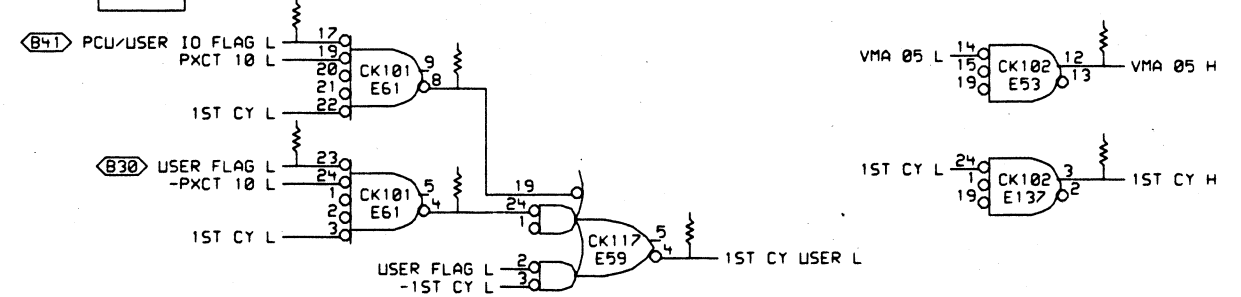 B41 PCU/USER IO FLAG L 17
PXCT 10 L 19
20
21
1ST CY L 22
CK101
E61
9
8
B30 USER FLAG L 23
-PXCT 10 L 24
1
2
1ST CY L 3
CK101
E61
5
4
19
24
1
USER FLAG L 2
-1ST CY L 3
CK117
E59
5
4
1ST CY USER L
VMA 05 L 14
15
19
CK102
E53
12
13
VMA 05 H
1ST CY L 24
1
19
CK102
E137
3
2
1ST CY H